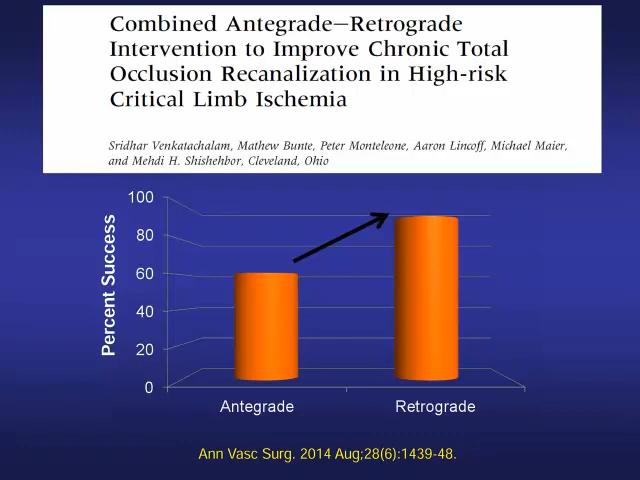 Combined Antegrade–Retrograde
Intervention to Improve Chronic Total
Occlusion Recanalization in High-risk
Critical Limb Ischemia
Sridhar Venkatachalam, Mathew Bunte, Peter Monteleone, Aaron Lincoff, Michael Maier,
and Mehdi H. Shishehbor, Cleveland, Ohio
Percent Success
100
80
60
40
20
0
Antegrade
Retrograde
Ann Vasc Surg. 2014 Aug;28(6):1439-48.